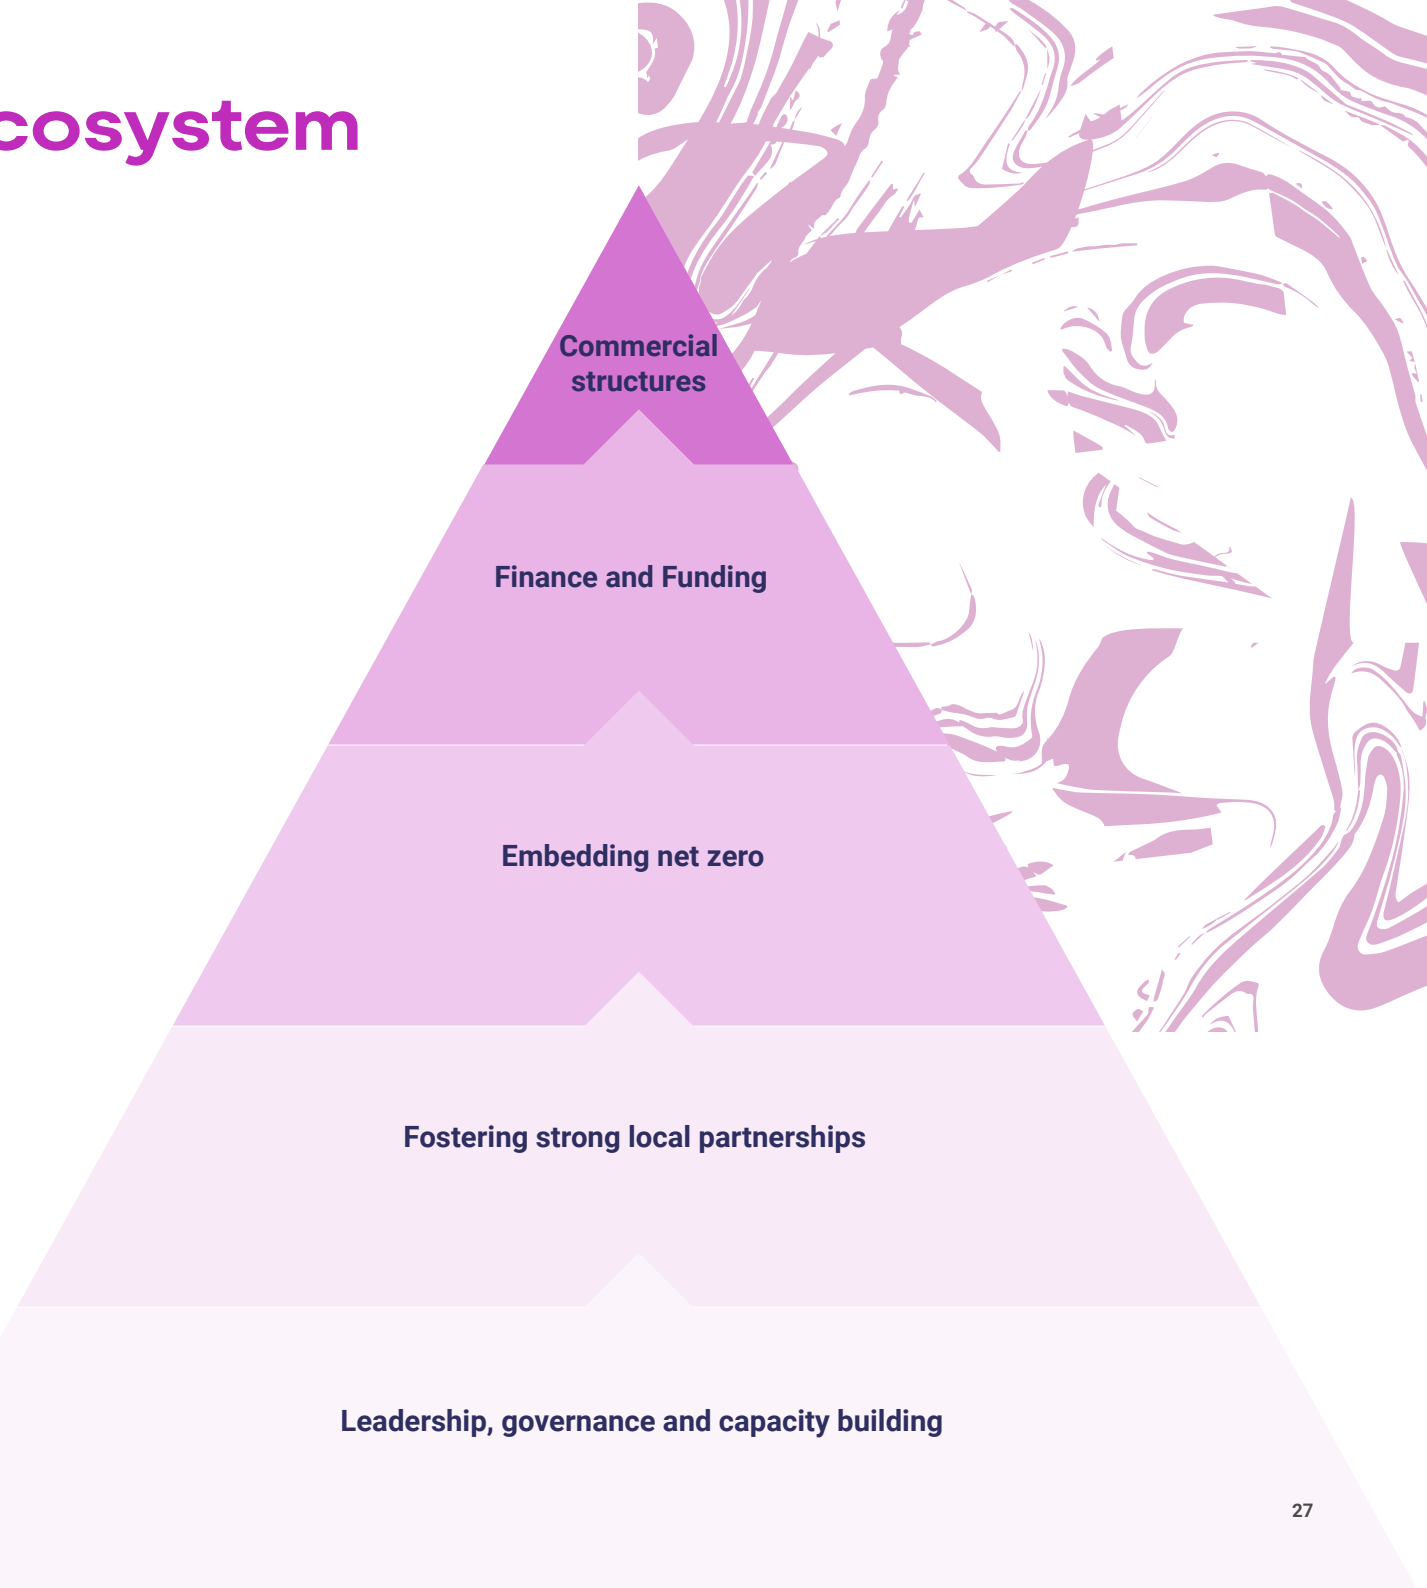 cosystem
Commercial
structures
Finance and Funding
Embedding net zero
Fostering strong local partnerships
Leadership, governance and capacity building
27